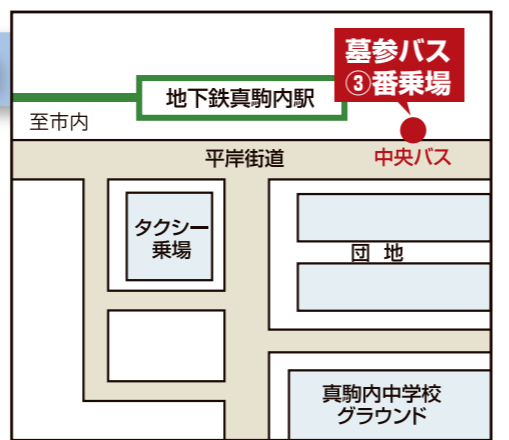 墓参バス
③番乗場
地下鉄真駒内駅
至市内
平岸街道
中央バス
タクシー
乗場
団 地
真駒内中学校
グラウンド